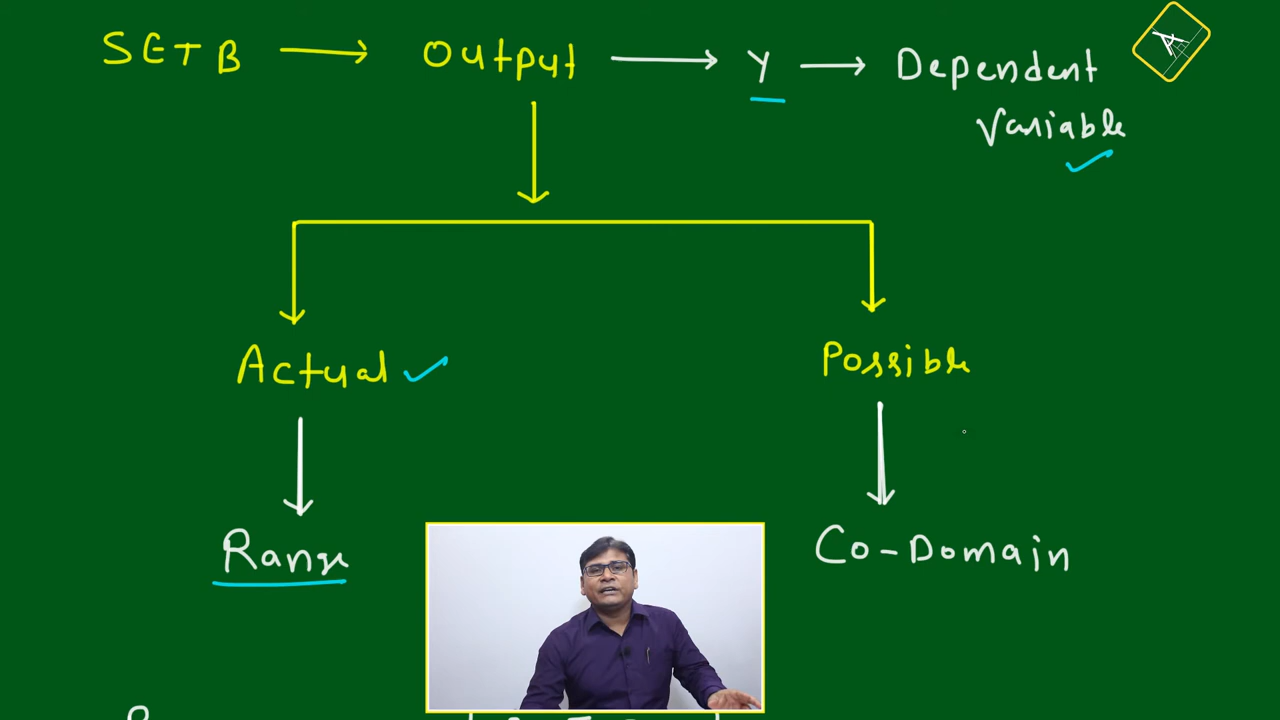 SET B → Output → Y → Dependent
Variable
Actual Possible
Range Co-Domain